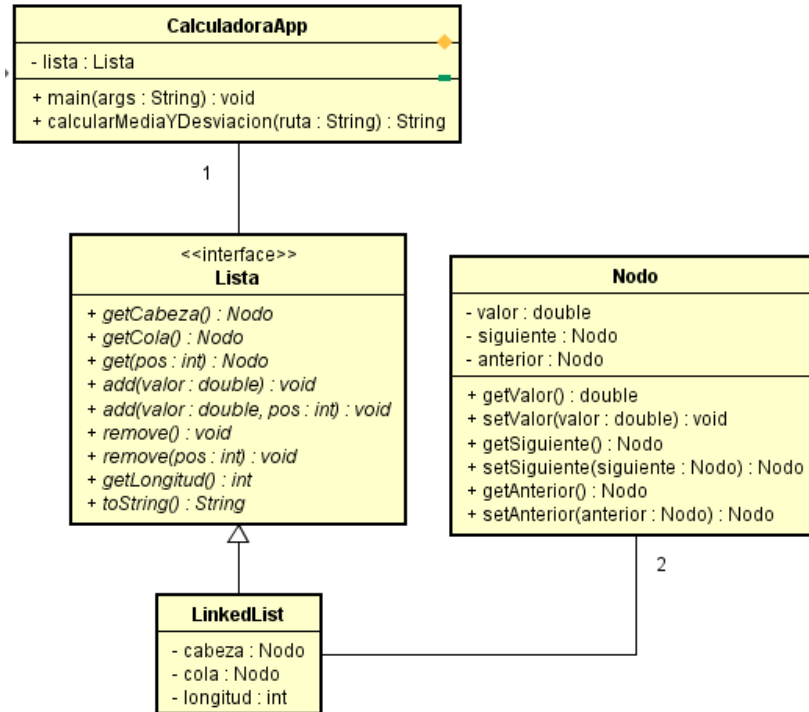 CalculadoraApp
- lista : Lista
+ main(args : String) : void
+ calcularMediaYDesviacion(ruta : String) : String
1
<<interface>>
Lista
+ getCabeza() : Nodo
+ getCola() : Nodo
+ get(pos : int) : Nodo
+ add(valor : double) : void
+ add(valor : double, pos : int) : void
+ remove() : void
+ remove(pos : int) : void
+ getLongitud() : int
+ toString() : String
Nodo
- valor : double
- siguiente : Nodo
- anterior : Nodo
+ getValor() : double
+ setValor(valor : double) : void
+ getSiguiente() : Nodo
+ setSiguiente(siguiente : Nodo) : Nodo
+ getAnterior() : Nodo
+ setAnterior(anterior : Nodo) : Nodo
2
LinkedList
- cabeza : Nodo
- cola : Nodo
- longitud : int